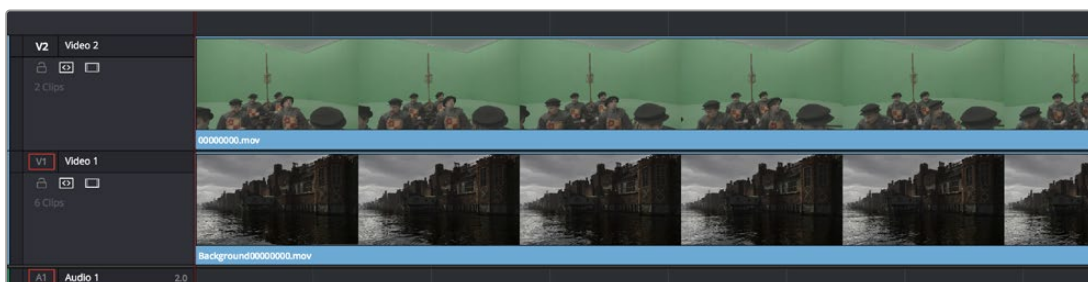 V2 Video 2
2 Clips
00000000.mov
V1 Video 1
6 Clips
Background00000000.mov
A1 Audio 1 2.0